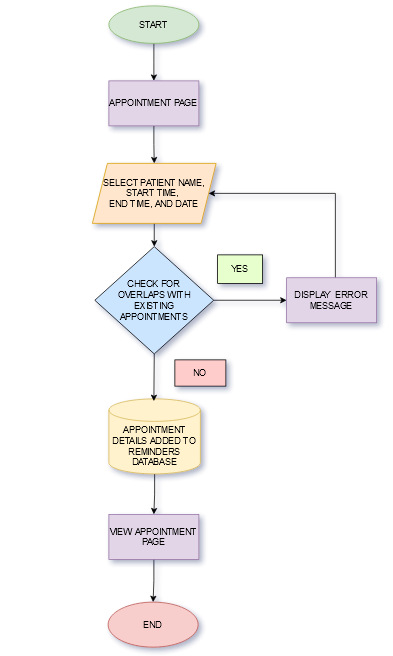 START
APPOINTMENT PAGE
SELECT PATIENT NAME,
START TIME,
END TIME, AND DATE
YES
CHECK FOR
OVERLAPS WITH
EXISTING
APPOINTMENTS
DISPLAY ERROR
MESSAGE
NO
APPOINTMENT
DETAILS ADDED TO
REMINDERS
DATABASE
VIEW APPOINTMENT
PAGE
END